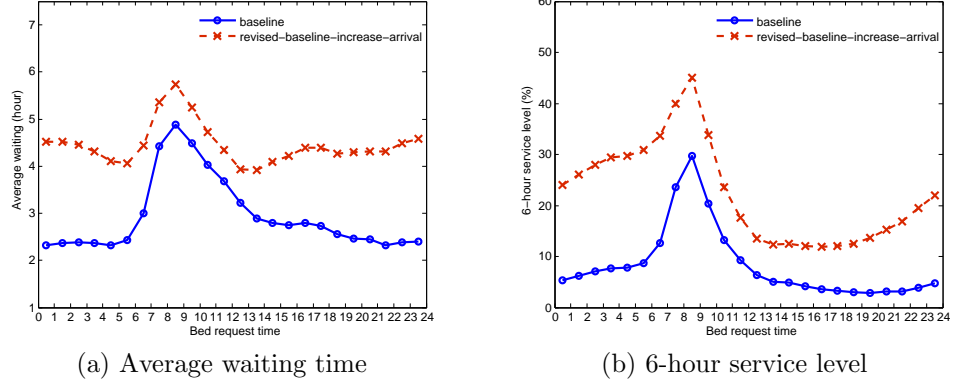 baseline
revised-baseline-increase-arrival
7
6
5
4
3
2
1
Average waiting (hour)
0 1 2 3 4 5 6 7 8 9 10 11 12 13 14 15 16 17 18 19 20 21 22 23 24
Bed request time
(a) Average waiting time
baseline
revised-baseline-increase-arrival
60
50
40
30
20
10
0
6-hour service level (%)
0 1 2 3 4 5 6 7 8 9 10 11 12 13 14 15 16 17 18 19 20 21 22 23 24
Bed request time
(b) 6-hour service level